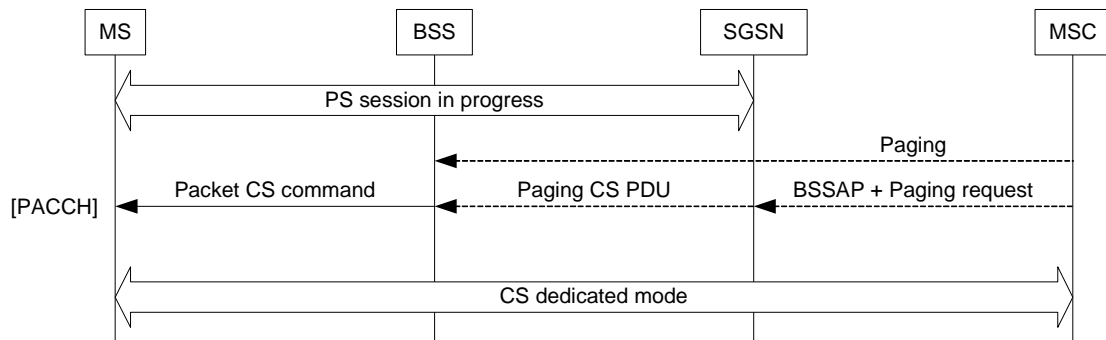 MS
BSS
SGSN
MSC
PS session in progress
Paging
[PACCH]
Packet CS command
Paging CS PDU
BSSAP + Paging request
CS dedicated mode